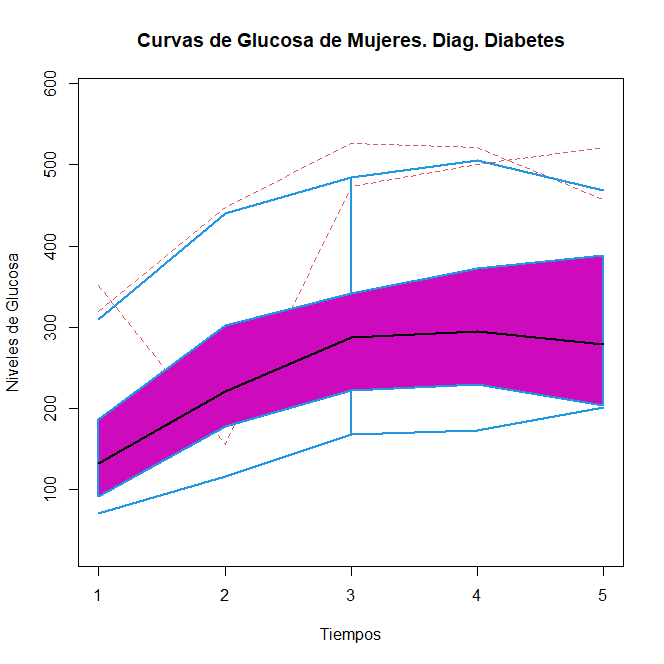 Curvas de Glucosa de Mujeres. Diag. Diabetes
Niveles de Glucosa
600
500
400
300
200
100
1 2 3 4 5
Tiempos